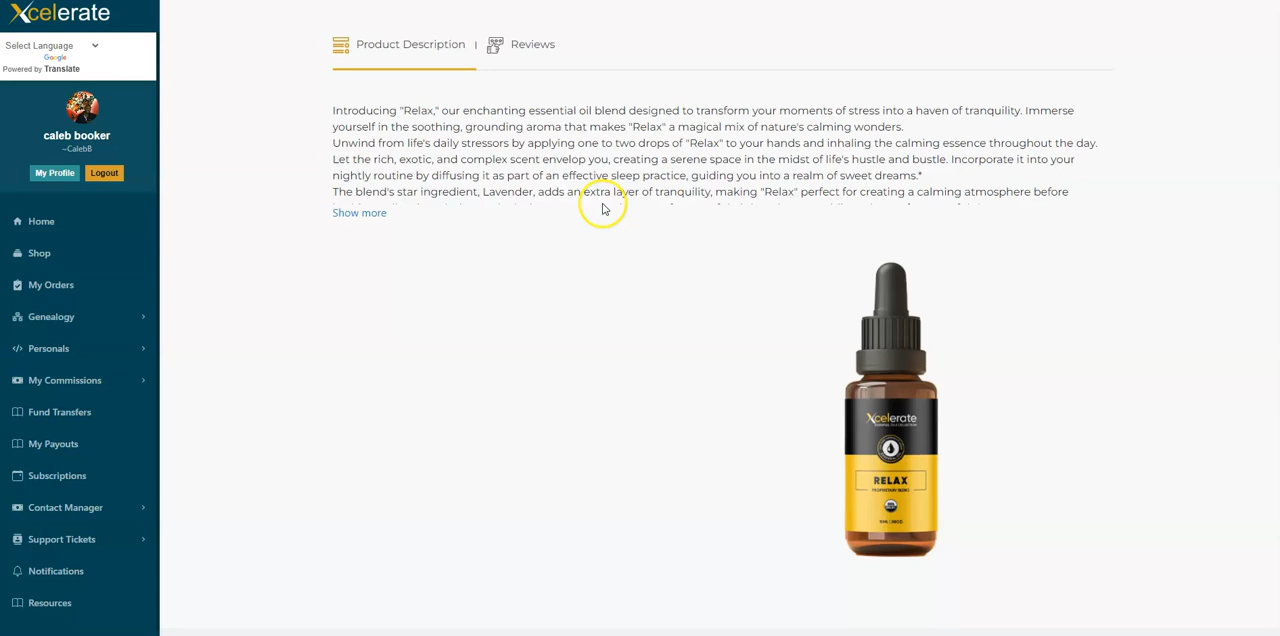 Xcelerate
Select Language
Google
Powered by Translate
caleb booker
~CalebB
My Profile
Logout
Home
Shop
My Orders
Genealogy
Personals
My Commissions
Fund Transfers
My Payouts
Subscriptions
Contact Manager
Support Tickets
Notifications
Resources
Product Description | Reviews
Introducing "Relax," our enchanting essential oil blend designed to transform your moments of stress into a haven of tranquility. Immerse
yourself in the soothing, grounding aroma that makes "Relax" a magical mix of nature's calming wonders.
Unwind from life's daily stressors by applying one to two drops of "Relax" to your hands and inhaling the calming essence throughout the day.
Let the rich, exotic, and complex scent envelop you, creating a serene space in the midst of life's hustle and bustle. Incorporate it into your
nightly routine by diffusing it as part of an effective sleep practice, guiding you into a realm of sweet dreams.*
The blend's star ingredient, Lavender, adds an extra layer of tranquility, making "Relax" perfect for creating a calming atmosphere before
Show more
Xcelerate
RELAX
PROPRIETARY BLEND